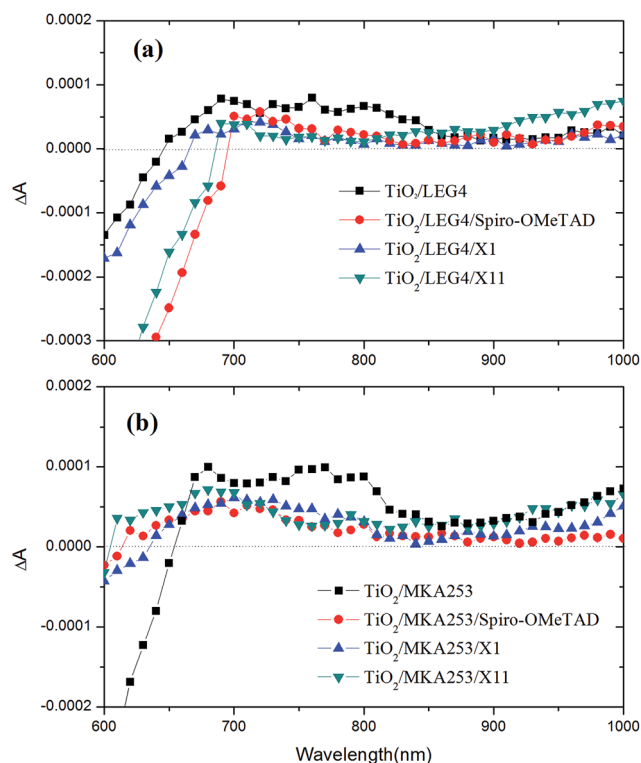 0.0002
(a)
0.0001
0.0000
ΔA
TiO₂/LEG4
-0.0001
TiO₂/LEG4/Spiro-OMeTAD
TiO₂/LEG4/X1
-0.0002
TiO₂/LEG4/X11
-0.0003
600 700 800 900 1000
0.0002
(b)
0.0001
ΔA
0.0000
TiO₂/MKA253
TiO₂/MKA253/Spiro-OMeTAD
-0.0001
TiO₂/MKA253/X1
TiO₂/MKA253/X11
-0.0002
600 700 800 900 1000
Wavelength(nm)